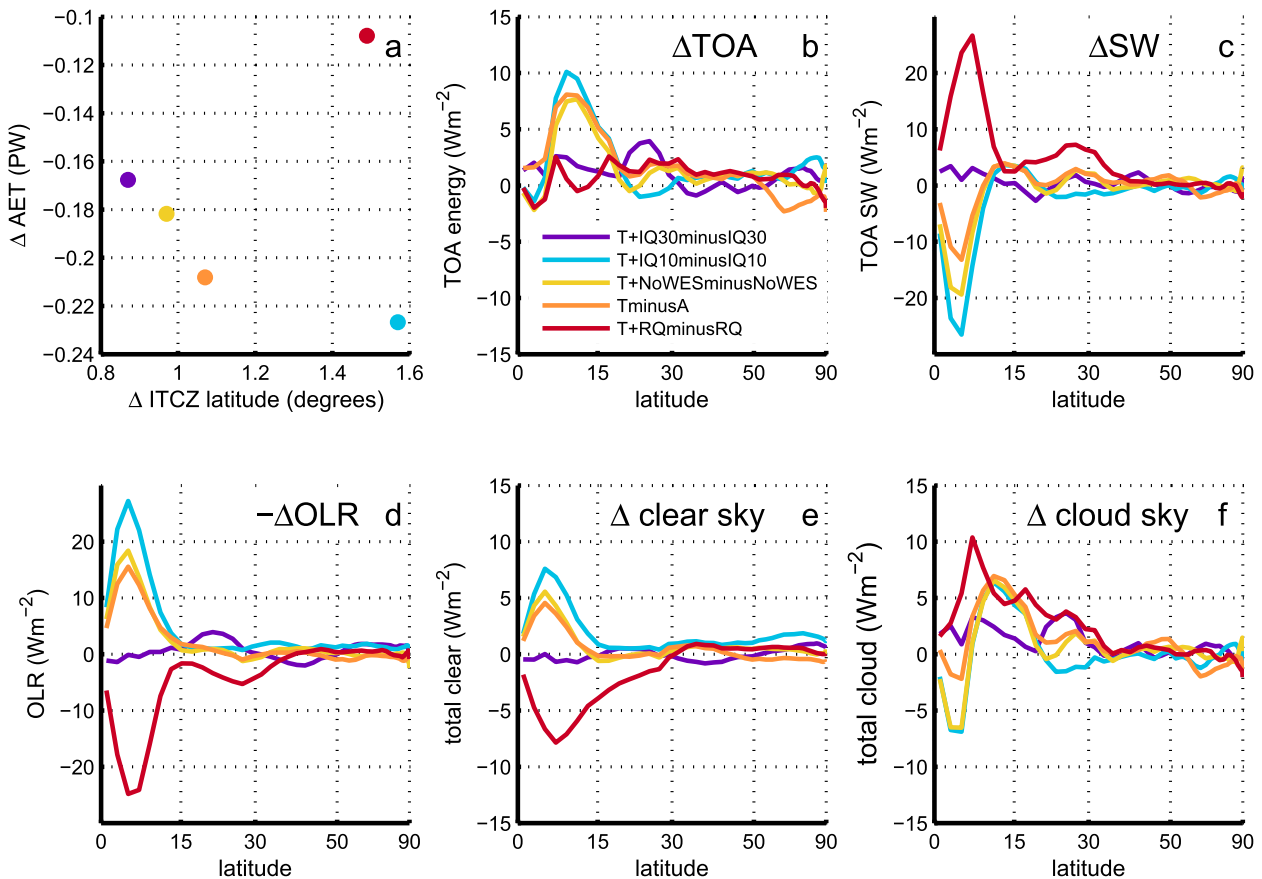 a
−0.1
−0.12
−0.14
−0.16
−0.18
−0.2
−0.22
−0.24
0.8 1 1.2 1.4 1.6
Δ AET (PW)
Δ ITCZ latitude (degrees)
ΔTOA b
15
10
5
0
−5
−10
−15
0 15 30 50 90
TOA energy (Wm−2)
latitude
T+IQ30minusIQ30
T+IQ10minusIQ10
T+NoWESminusNoWES
TminusA
T+RQminusRQ
ΔSW c
20
10
0
−10
−20
0 15 30 50 90
TOA SW (Wm−2)
latitude
−ΔOLR d
20
10
0
−10
−20
0 15 30 50 90
OLR (Wm−2)
latitude
Δ clear sky e
15
10
5
0
−5
−10
−15
0 15 30 50 90
total clear (Wm−2)
latitude
Δ cloud sky f
15
10
5
0
−5
−10
−15
0 15 30 50 90
total cloud (Wm−2)
latitude